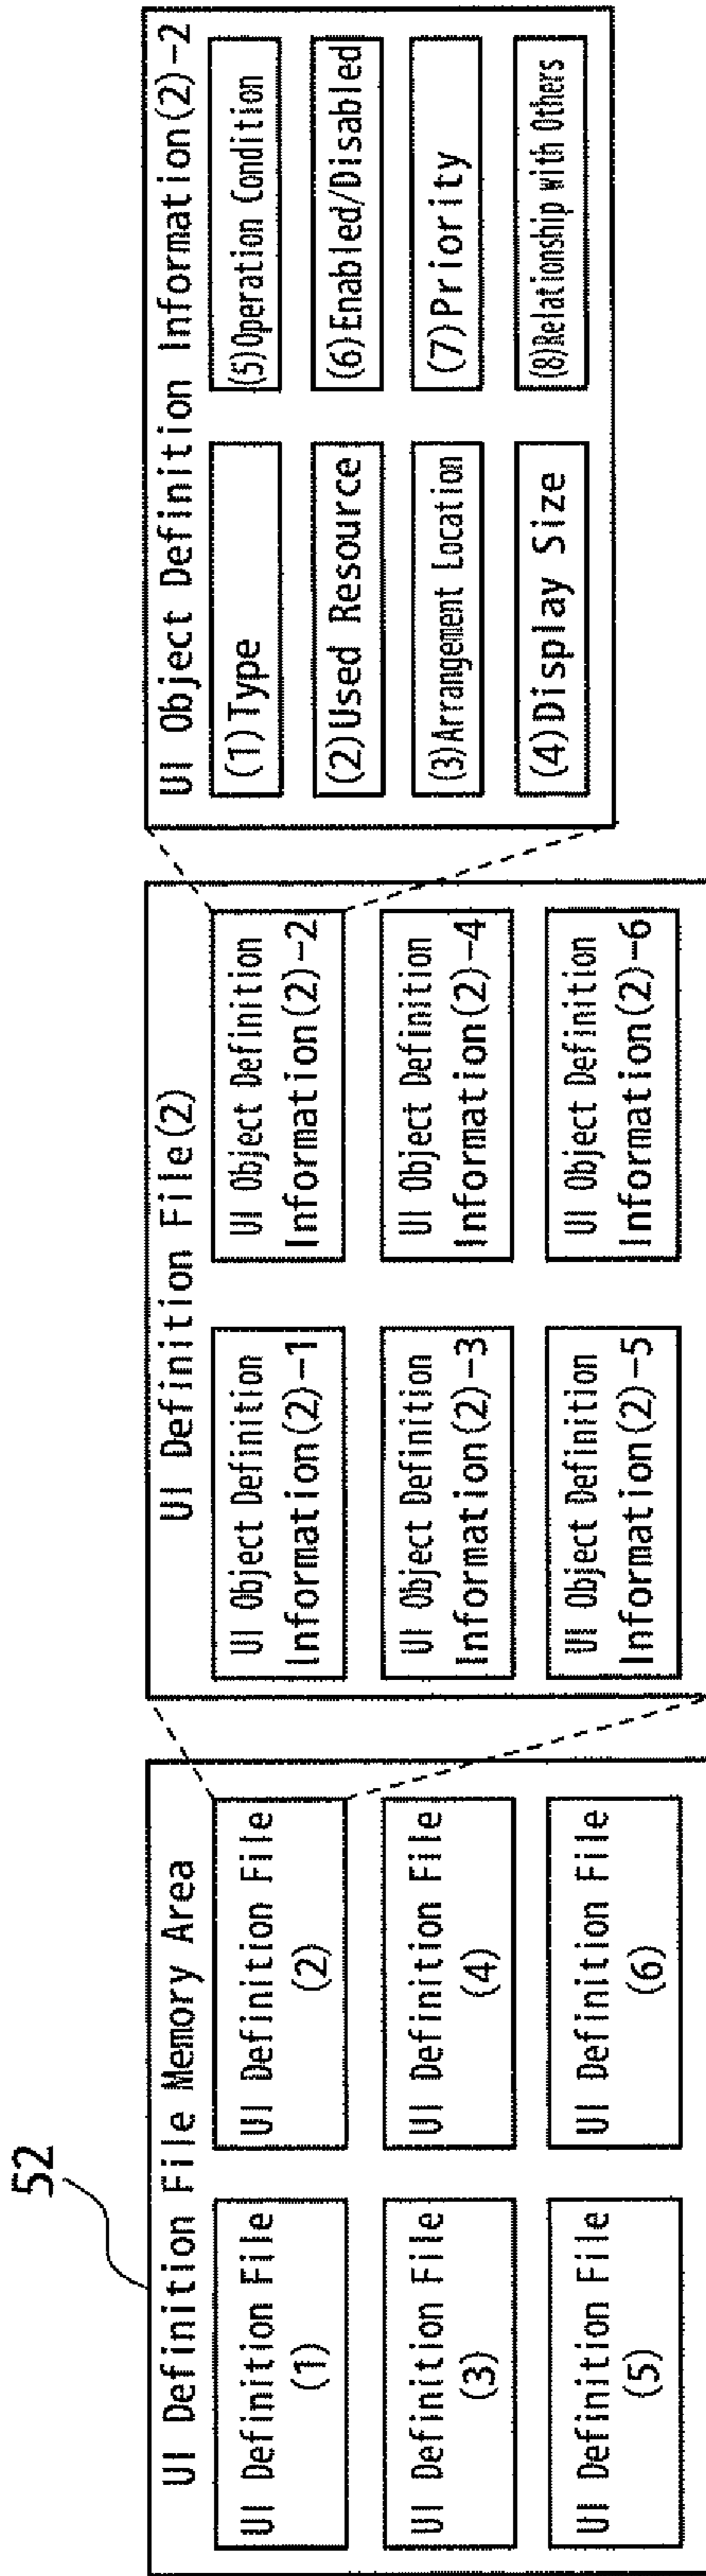 52
UI Definition File Memory Area
UI Definition File
(1)
UI Definition File
(2)
UI Definition File
(3)
UI Definition File
(4)
UI Definition File
(5)
UI Definition File
(6)
UI Definition File(2)
UI Object Definition
Information(2)-1
UI Object Definition
Information(2)-2
UI Object Definition
Information(2)-3
UI Object Definition
Information(2)-4
UI Object Definition
Information(2)-5
UI Object Definition
Information(2)-6
UI Object Definition Information(2)-2
(1)Type
(2)Used Resource
(3)Arrangement Location
(4)Display Size
(5)Operation Condition
(6)Enabled/Disabled
(7)Priority
(8)Relationship with Others